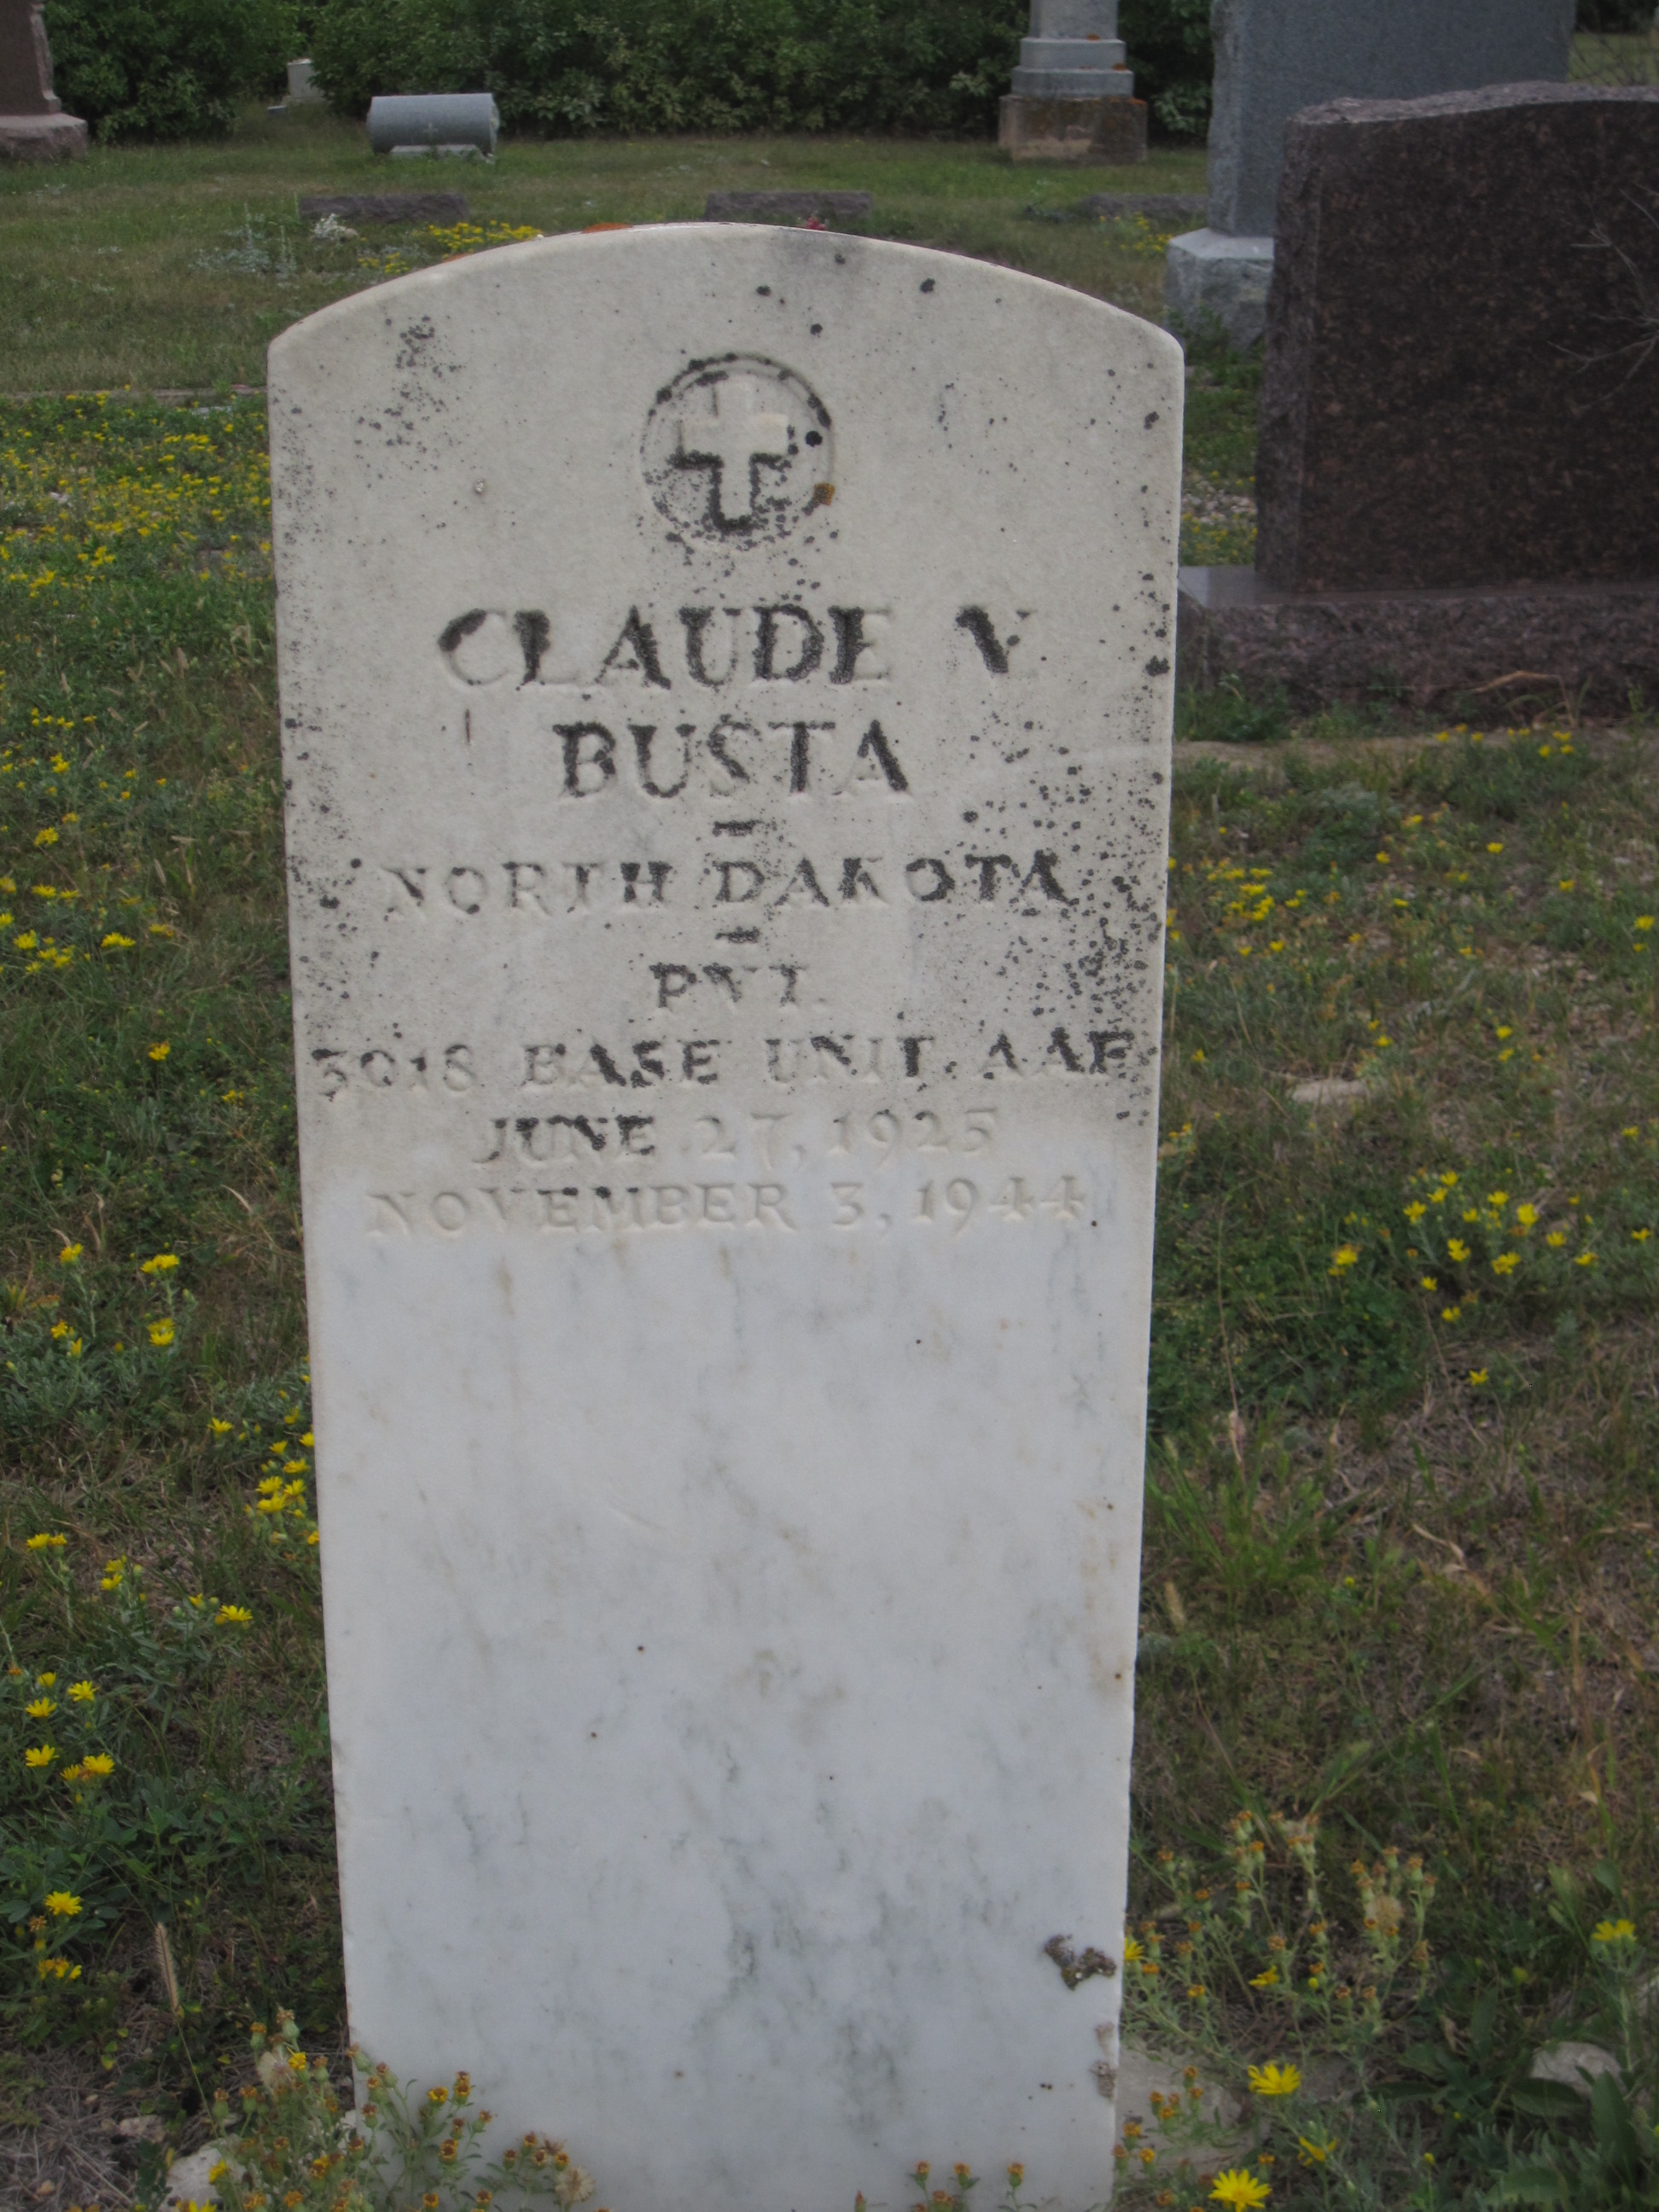 CLAUDE V
BUSTA
NORTH DAKOTA
PVT.
3018 BASE UNIT. AAF
JUNE 27, 1925
NOVEMBER 3, 1944